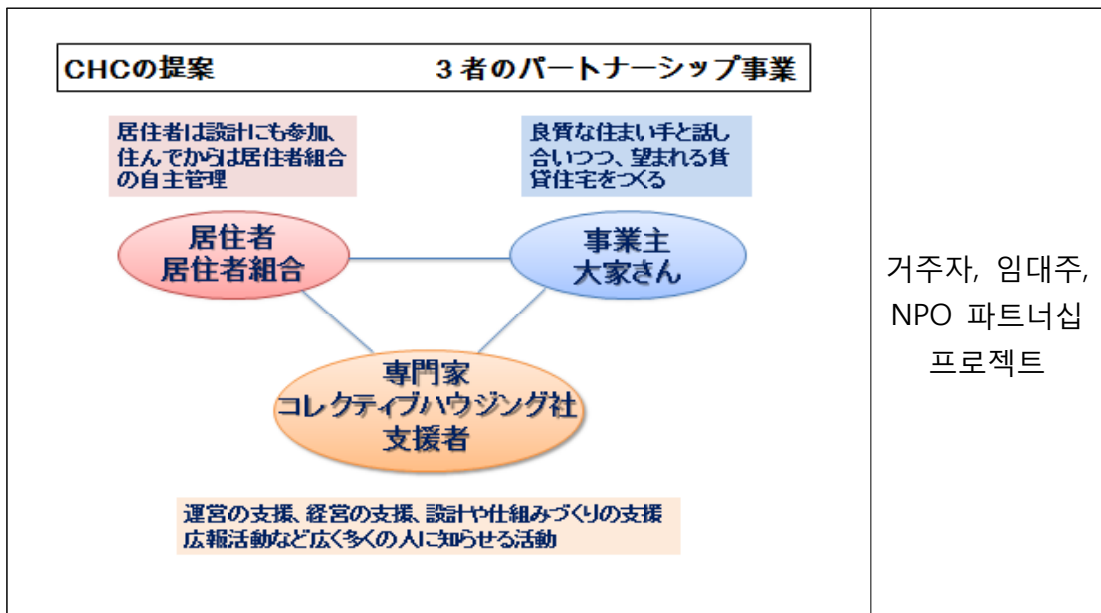 CHCの提案 3者のパートナーシップ事業
居住者は設計にも参加、
住んでからは居住者組合
の自主管理
良質な住まい手と話し
合いつつ、望まれる賃
貸住宅をつくる
居住者
居住者組合
事業主
大家さん
専門家
コレクティブハウジング社
支援者
運営の支援、経営の支援、設計や仕組みづくりの支援
広報活動など広く多くの人に知らせる活動
거주자, 임대주,
NPO 파트너십
프로젝트